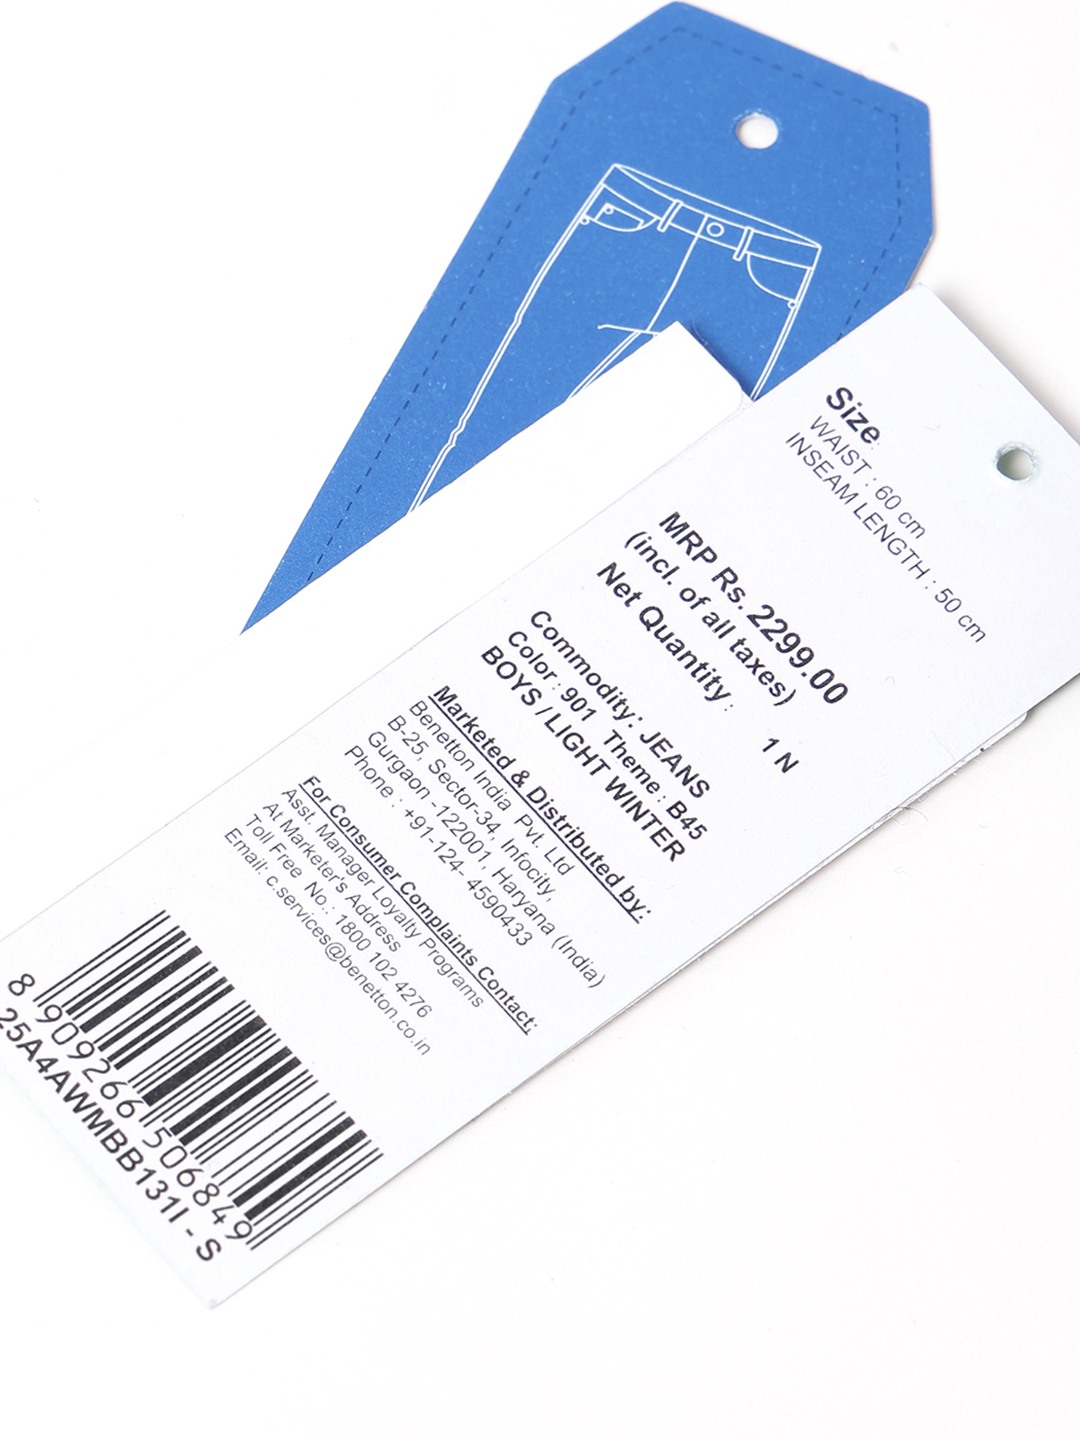 Size
WAIST : 60 cm
INSEAM LENGTH : 50 cm
MRP Rs. 2299.00
(incl. of all taxes)
Net Quantity : 1 N
Commodity: JEANS
Color : 901 Theme : B45
BOYS / LIGHT WINTER
Marketed & Distributed by:
Benetton India Pvt. Ltd
B-25, Sector-34, Infocity,
Gurgaon -122001, Haryana (India)
Phone : +91-124- 4590433
For Consumer Complaints Contact:
Asst. Manager Loyalty Programs
At Marketer's Address
Toll Free No.: 1800 102 4276
Email: c.services@benetton.co.in
8 909266 506849
25A4AWMBB131I - S